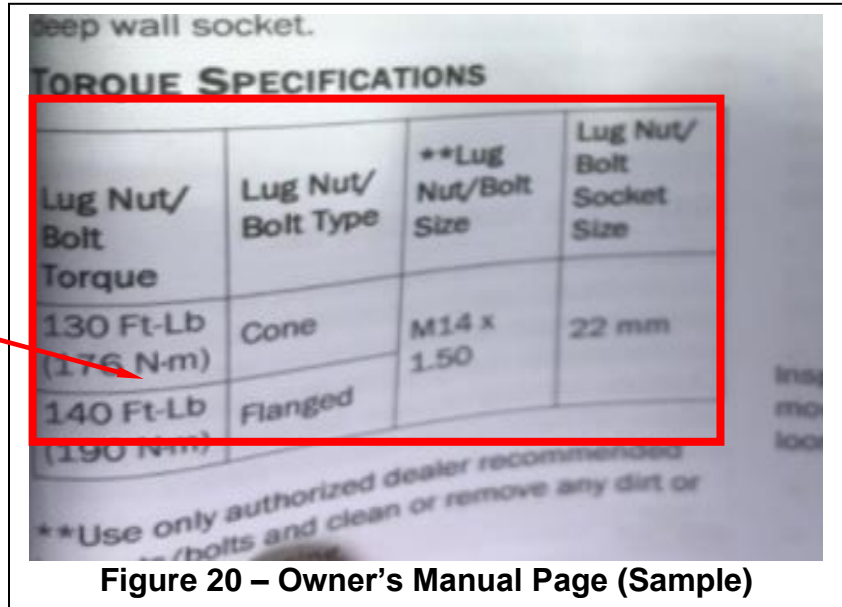 deep wall socket.
TORQUE SPECIFICATIONS
Lug Nut/
Bolt
Torque
Lug Nut/
Bolt Type
**Lug
Nut/Bolt
Size
Lug Nut/
Bolt
Socket
Size
130 Ft-Lb
(176 N·m)
Cone
M14 x
1.50
22 mm
140 Ft-Lb
(190 N·m)
Flanged
**Use only authorized dealer recommended
/bolts and clean or remove any dirt or
Figure 20 – Owner's Manual Page (Sample)